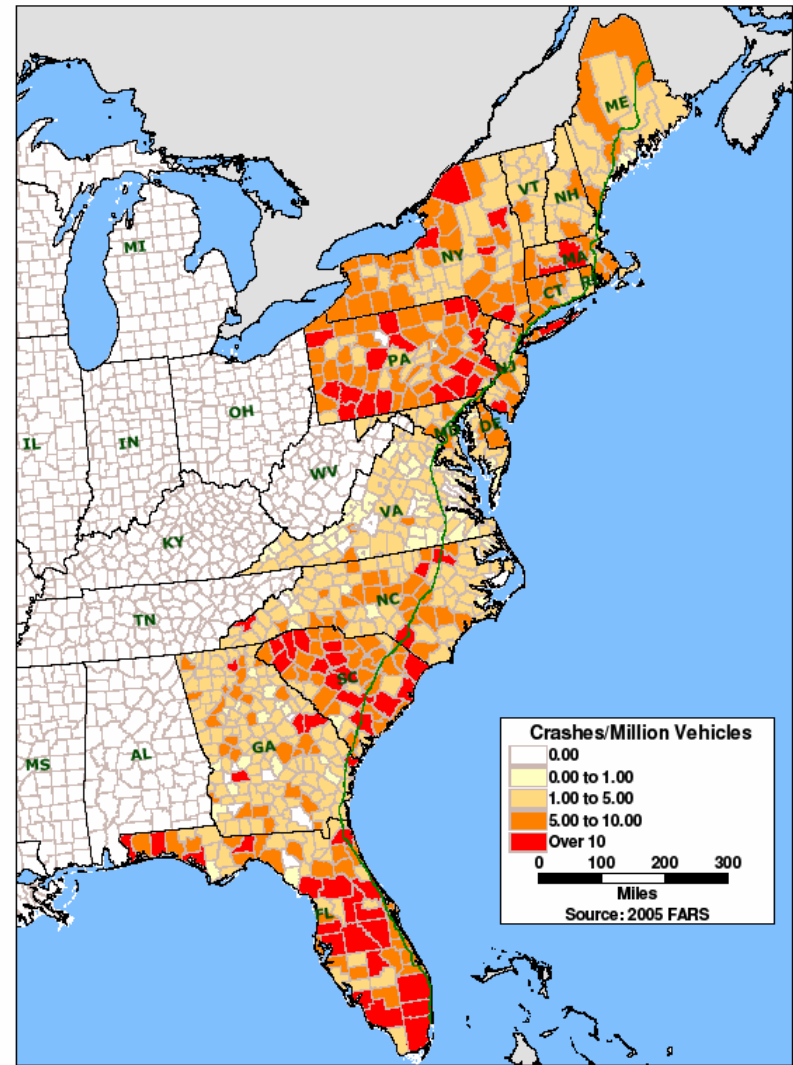 ME
VT
NH
MI
NY
MA
CT
RI
PA
NJ
OH
IL
IN
MD
DE
WV
VA
KY
NC
TN
SC
Crashes/Million Vehicles
0.00
0.00 to 1.00
1.00 to 5.00
5.00 to 10.00
Over 10
0 100 200 300
Miles
Source: 2005 FARS
GA
AL
MS
FL